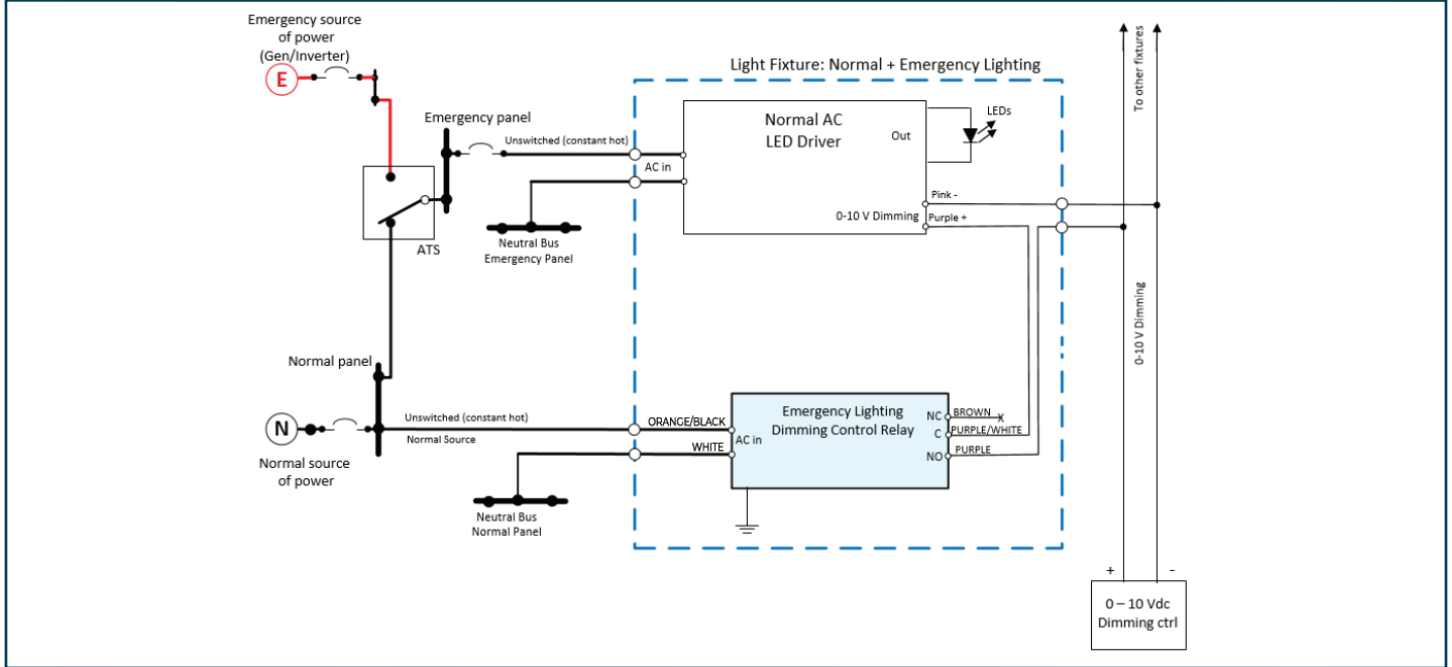 Emergency source
of power
(Gen/Inverter)
E
Emergency panel
Unswitched (constant hot)
ATS
Neutral Bus
Emergency Panel
Light Fixture: Normal + Emergency Lighting
Normal AC
LED Driver
AC in
Out
LEDs
Pink -
0-10 V Dimming
Purple +
To other fixtures
0-10 V Dimming
Normal panel
N
Normal source
of power
Unswitched (constant hot)
Normal Source
Neutral Bus
Normal Panel
ORANGE/BLACK
WHITE
AC in
Emergency Lighting
Dimming Control Relay
NC
BROWN
X
C
PURPLE/WHITE
NO
PURPLE
+
-
0 – 10 Vdc
Dimming ctrl